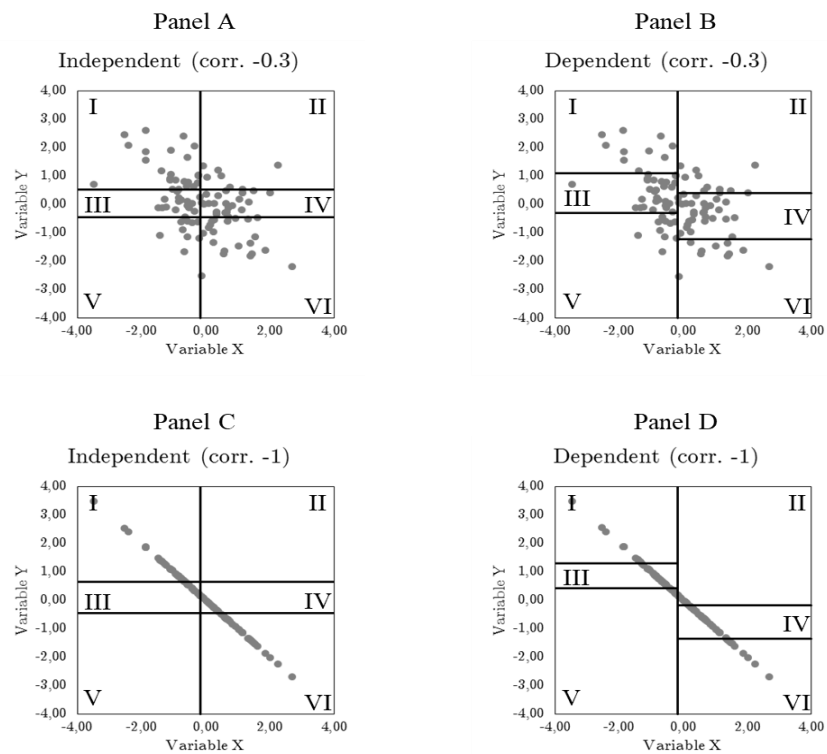 Panel A
Independent (corr. -0.3)
4,00
3,00
2,00
1,00
0,00
-1,00
-2,00
-3,00
-4,00
Variable Y
I
II
III
IV
V
VI
-4,00 -2,00 0,00 2,00 4,00
Variable X
Panel B
Dependent (corr. -0.3)
4,00
3,00
2,00
1,00
0,00
-1,00
-2,00
-3,00
-4,00
Variable Y
I
II
III
IV
V
VI
-4,00 -2,00 0,00 2,00 4,00
Variable X
Panel C
Independent (corr. -1)
4,00
3,00
2,00
1,00
0,00
-1,00
-2,00
-3,00
-4,00
Variable Y
I
II
III
IV
V
VI
-4,00 -2,00 0,00 2,00 4,00
Variable X
Panel D
Dependent (corr. -1)
4,00
3,00
2,00
1,00
0,00
-1,00
-2,00
-3,00
-4,00
Variable Y
I
II
III
IV
V
VI
-4,00 -2,00 0,00 2,00 4,00
Variable X